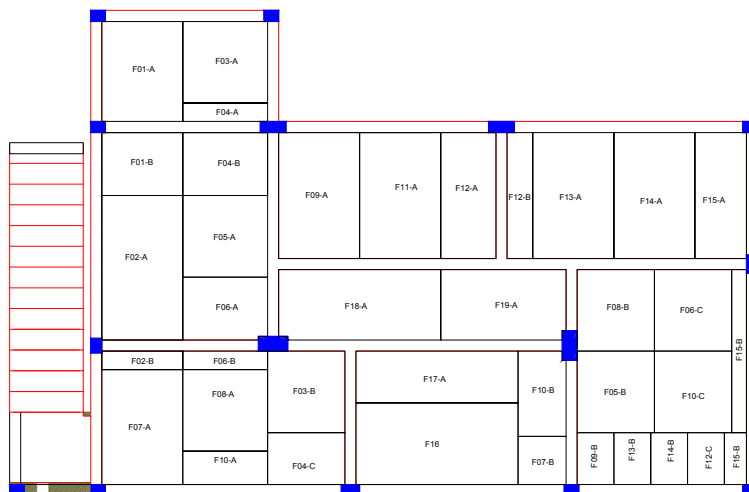 F01-A
F03-A
F04-A
F01-B
F04-B
F09-A
F11-A
F12-A
F12-B
F13-A
F14-A
F15-A
F02-A
F05-A
F06-A
F18-A
F19-A
F08-B
F06-C
F15-B
F02-B
F06-B
F07-A
F08-A
F10-A
F03-B
F04-C
F17-A
F16
F10-B
F07-B
F05-B
F10-C
F09-B
F13-B
F14-B
F12-C
F15-B